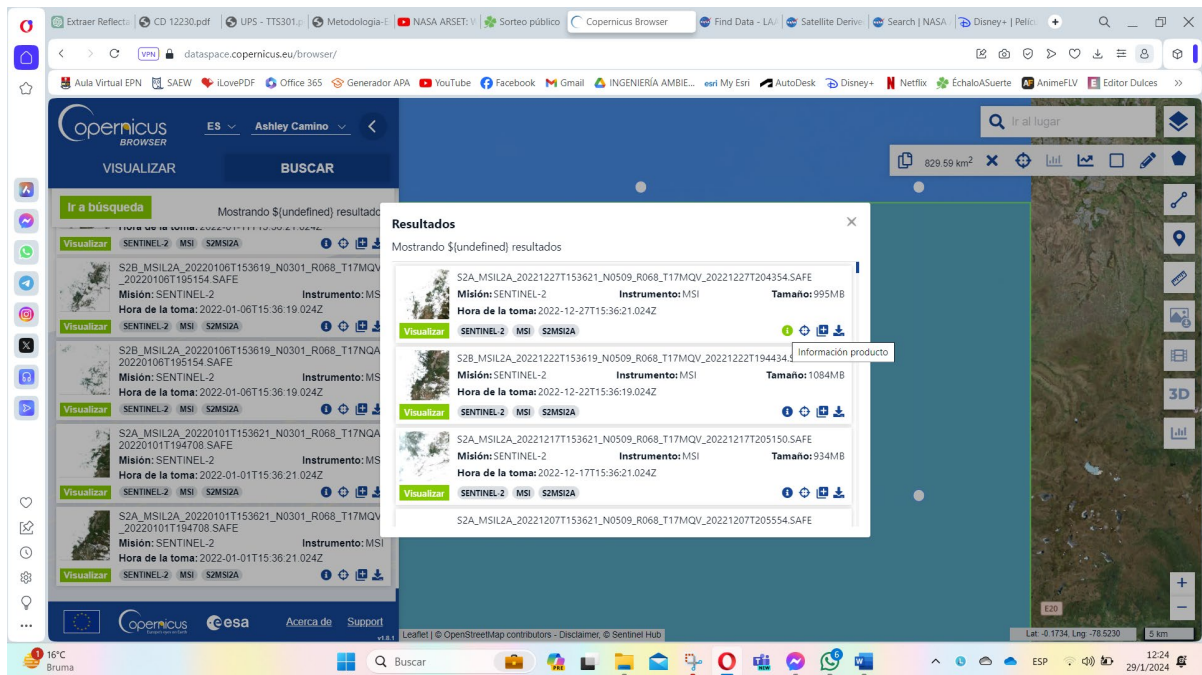 Extraer Reflecta
CD 12230.pdf
UPS - TTS301.p
Metodologia-E
NASA ARSET: V
Sorteo público
Copernicus Browser
Find Data - LAA
Satellite Derive
Search | NASA
Disney+ | Pelíc
VPN
dataspace.copernicus.eu/browser/
Aula Virtual EPN
SAEW
iLovePDF
Office 365
Generador APA
YouTube
Facebook
Gmail
INGENIERÍA AMBIE...
esri My Esri
AutoDesk
Disney+
Netflix
ÉchaloASuerte
AnimeFLV
Editor Dulces
opernicus
BROWSER
ES
Ashley Camino
VISUALIZAR
BUSCAR
Ir al lugar
829.59 km²
Ir a búsqueda
Mostrando ${undefined} resultado
Visualizar SENTINEL-2 MSI S2MSI2A
S2B_MSIL2A_20220106T153619_N0301_R068_T17MQV
_20220106T195154.SAFE
Misión: SENTINEL-2 Instrumento: MS
Hora de la toma: 2022-01-06T15:36:19.024Z
Visualizar SENTINEL-2 MSI S2MSI2A
S2B_MSIL2A_20220106T153619_N0301_R068_T17NQA
20220106T195154.SAFE
Misión: SENTINEL-2 Instrumento: MS
Hora de la toma: 2022-01-06T15:36:19.024Z
Visualizar SENTINEL-2 MSI S2MSI2A
S2A_MSIL2A_20220101T153621_N0301_R068_T17NQA
20220101T194708.SAFE
Misión: SENTINEL-2 Instrumento: MS
Hora de la toma: 2022-01-01T15:36:21.024Z
Visualizar SENTINEL-2 MSI S2MSI2A
S2A_MSIL2A_20220101T153621_N0301_R068_T17MQV
_20220101T194708.SAFE
Misión: SENTINEL-2 Instrumento: MSI
Hora de la toma: 2022-01-01T15:36:21.024Z
Visualizar SENTINEL-2 MSI S2MSI2A
opernicus
esa
Acerca de
Support
v1.8.1
Resultados
Mostrando ${undefined} resultados
S2A_MSIL2A_20221227T153621_N0509_R068_T17MQV_20221227T204354.SAFE
Misión: SENTINEL-2 Instrumento: MSI Tamaño: 995MB
Hora de la toma: 2022-12-27T15:36:21.024Z
Visualizar SENTINEL-2 MSI S2MSI2A
Información producto
S2B_MSIL2A_20221222T153619_N0509_R068_T17MQV_20221222T194434.S
Misión: SENTINEL-2 Instrumento: MSI Tamaño: 1084MB
Hora de la toma: 2022-12-22T15:36:19.024Z
Visualizar SENTINEL-2 MSI S2MSI2A
S2A_MSIL2A_20221217T153621_N0509_R068_T17MQV_20221217T205150.SAFE
Misión: SENTINEL-2 Instrumento: MSI Tamaño: 934MB
Hora de la toma: 2022-12-17T15:36:21.024Z
Visualizar SENTINEL-2 MSI S2MSI2A
S2A_MSIL2A_20221207T153621_N0509_R068_T17MQV_20221207T205554.SAFE
3D
E20
Leaflet | © OpenStreetMap contributors - Disclaimer, © Sentinel Hub
Lat: -0.1734, Lng: -78.5230
5 km
16°C
Bruma
Buscar
ESP
12:24
29/1/2024